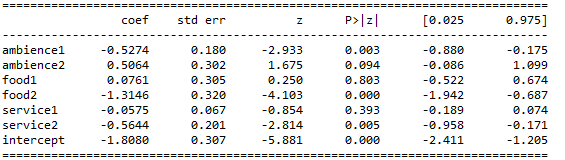 coef std err z P>|z| [0.025 0.975]
ambience1 -0.5274 0.180 -2.933 0.003 -0.880 -0.175
ambience2 0.5064 0.302 1.675 0.094 -0.086 1.099
food1 0.0761 0.305 0.250 0.803 -0.522 0.674
food2 -1.3146 0.320 -4.103 0.000 -1.942 -0.687
service1 -0.0575 0.067 -0.854 0.393 -0.189 0.074
service2 -0.5644 0.201 -2.814 0.005 -0.958 -0.171
intercept -1.8080 0.307 -5.881 0.000 -2.411 -1.205